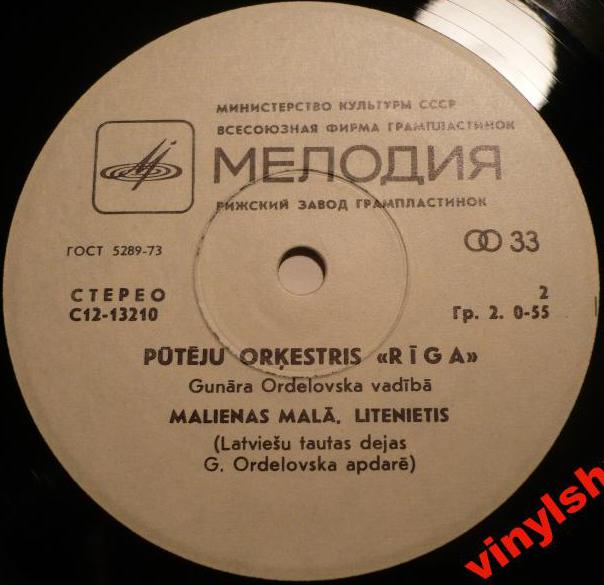 МИНИСТЕРСТВО КУЛЬТУРЫ СССР
ВСЕСОЮЗНАЯ ФИРМА ГРАМПЛАСТИНОК
МЕЛОДИЯ
РИЖСКИЙ ЗАВОД ГРАМПЛАСТИНОК
ГОСТ 5289-73
33
СТЕРЕО
С12-13210
2
Гр. 2. 0-55
PŪTĒJU ORĶESTRIS «RĪGA»
Gunāra Ordelovska vadībā
MALIENAS MALĀ, LITENIETIS
(Latviešu tautas dejas
G. Ordelovska apdarē)
vinylsh